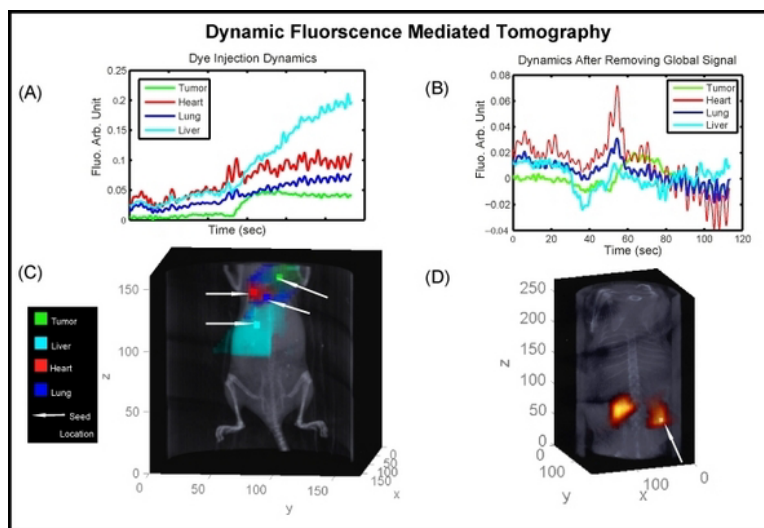 Dynamic Fluorscence Mediated Tomography
(A)
Dye Injection Dynamics
Fluo. Arb. Unit
0.25
0.2
0.15
0.1
0.05
0
Tumor
Heart
Lung
Liver
Time (sec)
(B)
Dynamics After Removing Global Signal
Fluo. Arb. Unit
0.08
0.06
0.04
0.02
0
−0.02
−0.04
Tumor
Heart
Lung
Liver
0 20 40 60 80 100 120
Time (sec)
(C)
Tumor
Liver
Heart
Lung
Seed
Location
z
150
100
50
0
0 50 100 150
y
0
50
100
150
x
(D)
z
250
200
150
100
50
0
100
0
100
0
y
x